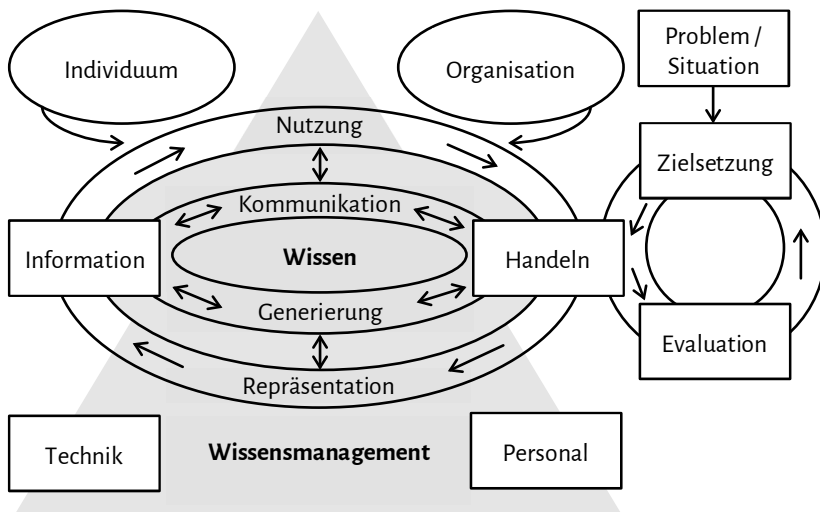 Individuum
Organisation
Problem /
Situation
Nutzung
Zielsetzung
Kommunikation
Information
Wissen
Handeln
Generierung
Evaluation
Repräsentation
Technik
Wissensmanagement
Personal